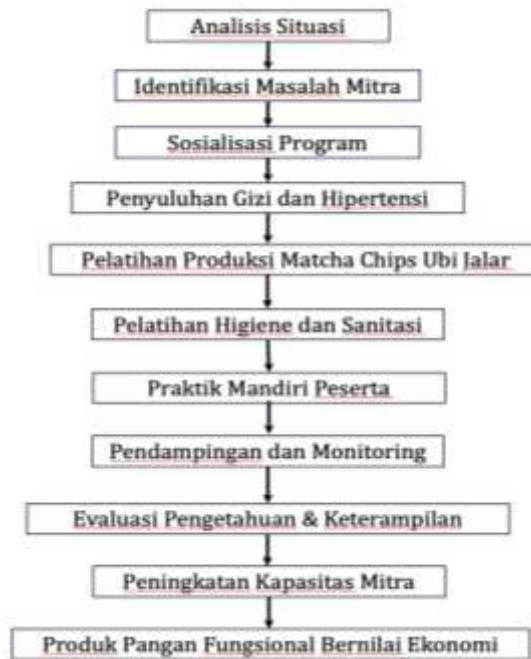 Analisis Situasi
Identifikasi Masalah Mitra
Sosialisasi Program
Penyuluhan Gizi dan Hipertensi
Pelatihan Produksi Matcha Chips Ubi Jalar
Pelatihan Higiene dan Sanitasi
Praktik Mandiri Peserta
Pendampingan dan Monitoring
Evaluasi Pengetahuan & Keterampilan
Peningkatan Kapasitas Mitra
Produk Pangan Fungsional Bernilai Ekonomi